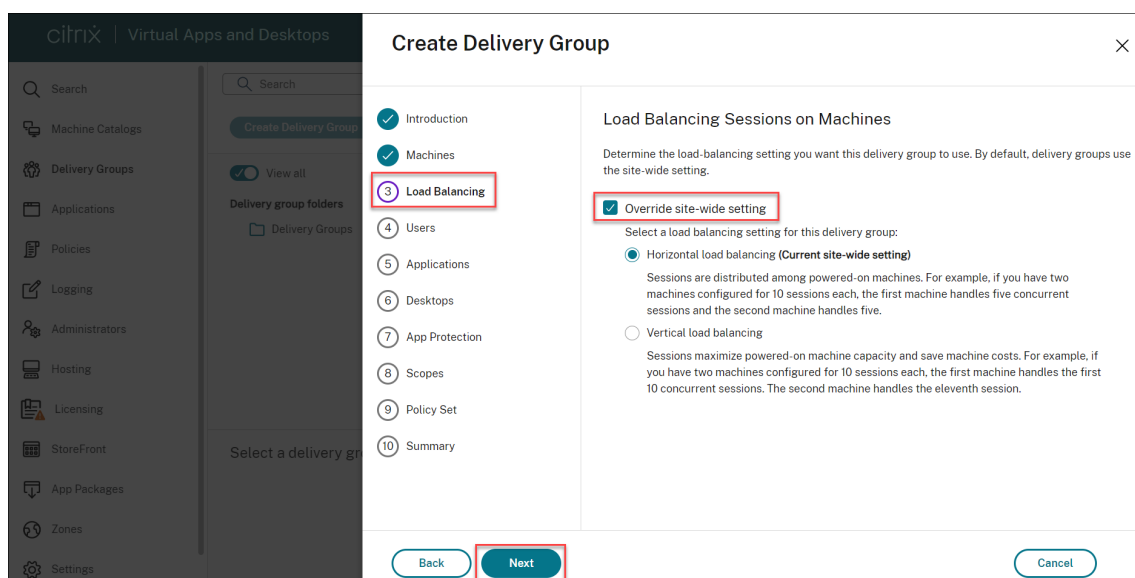 citrix | Virtual Apps and Desktops
Search
Machine Catalogs
Delivery Groups
Applications
Policies
Logging
Administrators
Hosting
Licensing
StoreFront
App Packages
Zones
Settings
Search
Create Delivery Group
View all
Delivery group folders
Delivery Groups
Select a delivery gr
Create Delivery Group
Introduction
Machines
3 Load Balancing
4 Users
5 Applications
6 Desktops
7 App Protection
8 Scopes
9 Policy Set
10 Summary
Load Balancing Sessions on Machines
Determine the load-balancing setting you want this delivery group to use. By default, delivery groups use
the site-wide setting.
Override site-wide setting
Select a load balancing setting for this delivery group:
Horizontal load balancing (Current site-wide setting)
Sessions are distributed among powered-on machines. For example, if you have two
machines configured for 10 sessions each, the first machine handles five concurrent
sessions and the second machine handles five.
Vertical load balancing
Sessions maximize powered-on machine capacity and save machine costs. For example, if
you have two machines configured for 10 sessions each, the first machine handles the first
10 concurrent sessions. The second machine handles the eleventh session.
Back
Next
Cancel